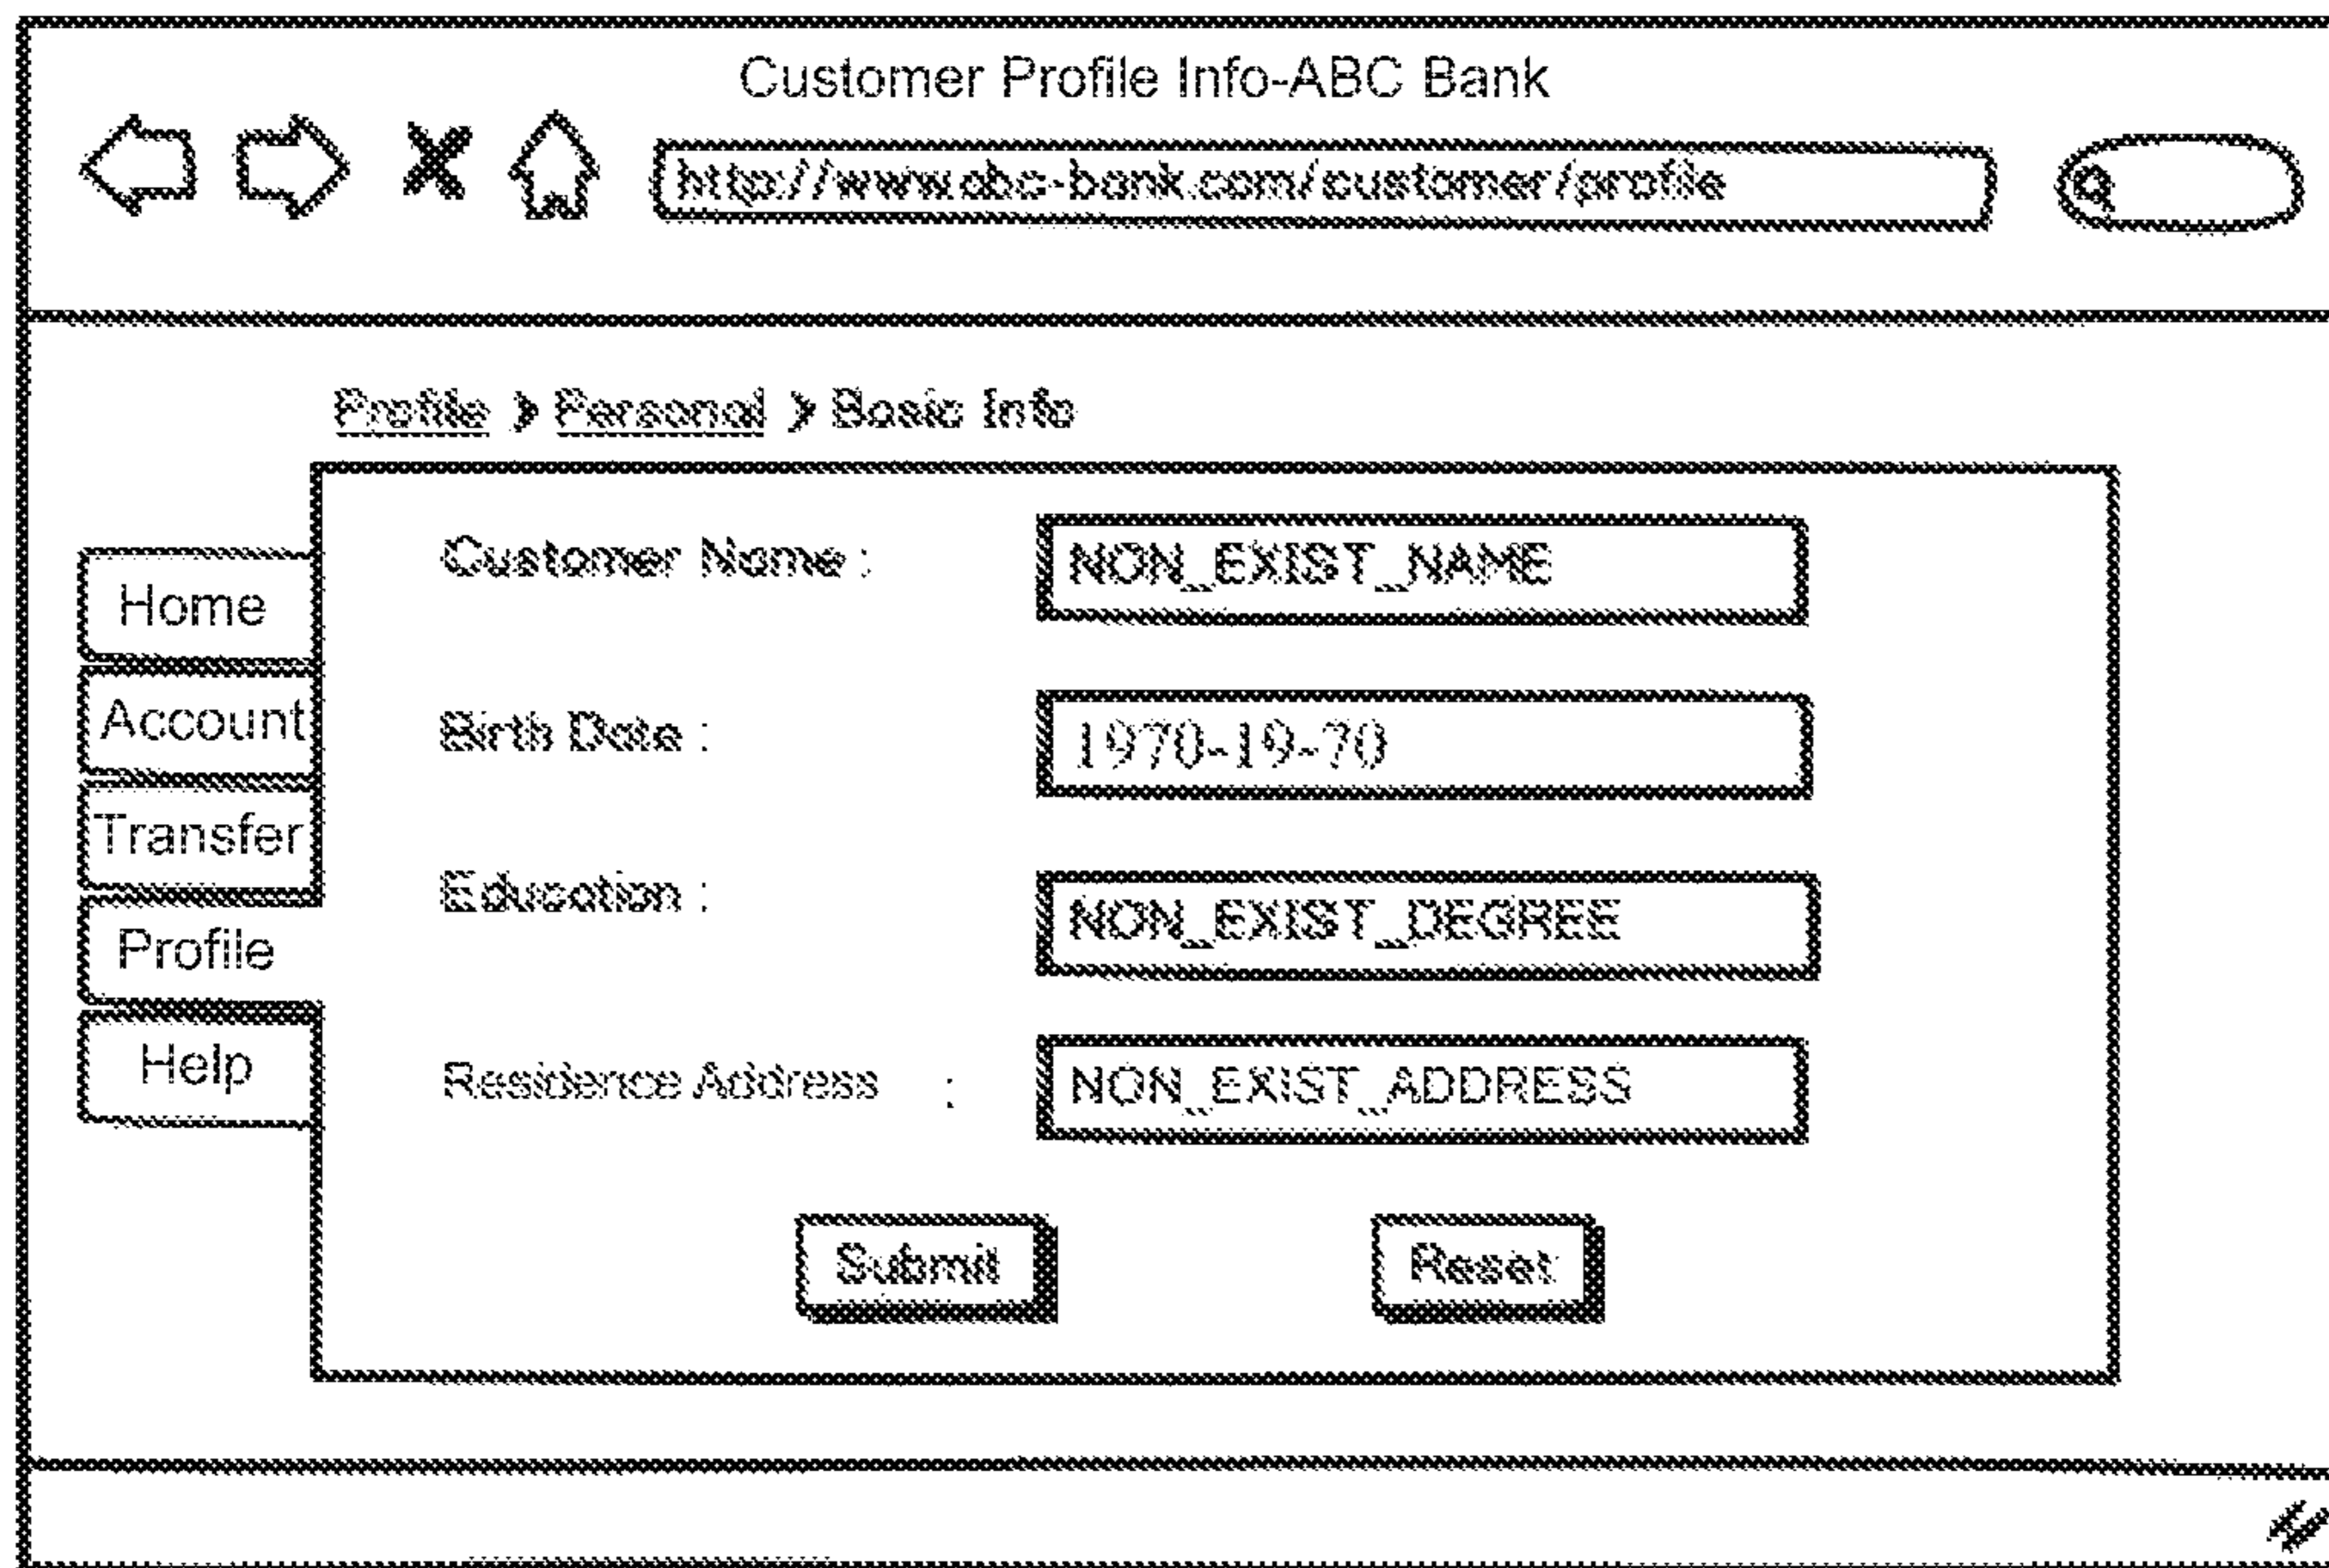 Customer Profile Info-ABC Bank
http://www.abc-bank.com/customer/profile
Profile > Personal > Basic Info
Customer Name : NON_EXIST_NAME
Home
Account
Birth Date : 1970-19-70
Transfer
Education : NON_EXIST_DEGREE
Profile
Help
Residence Address : NON_EXIST_ADDRESS
Submit Reset